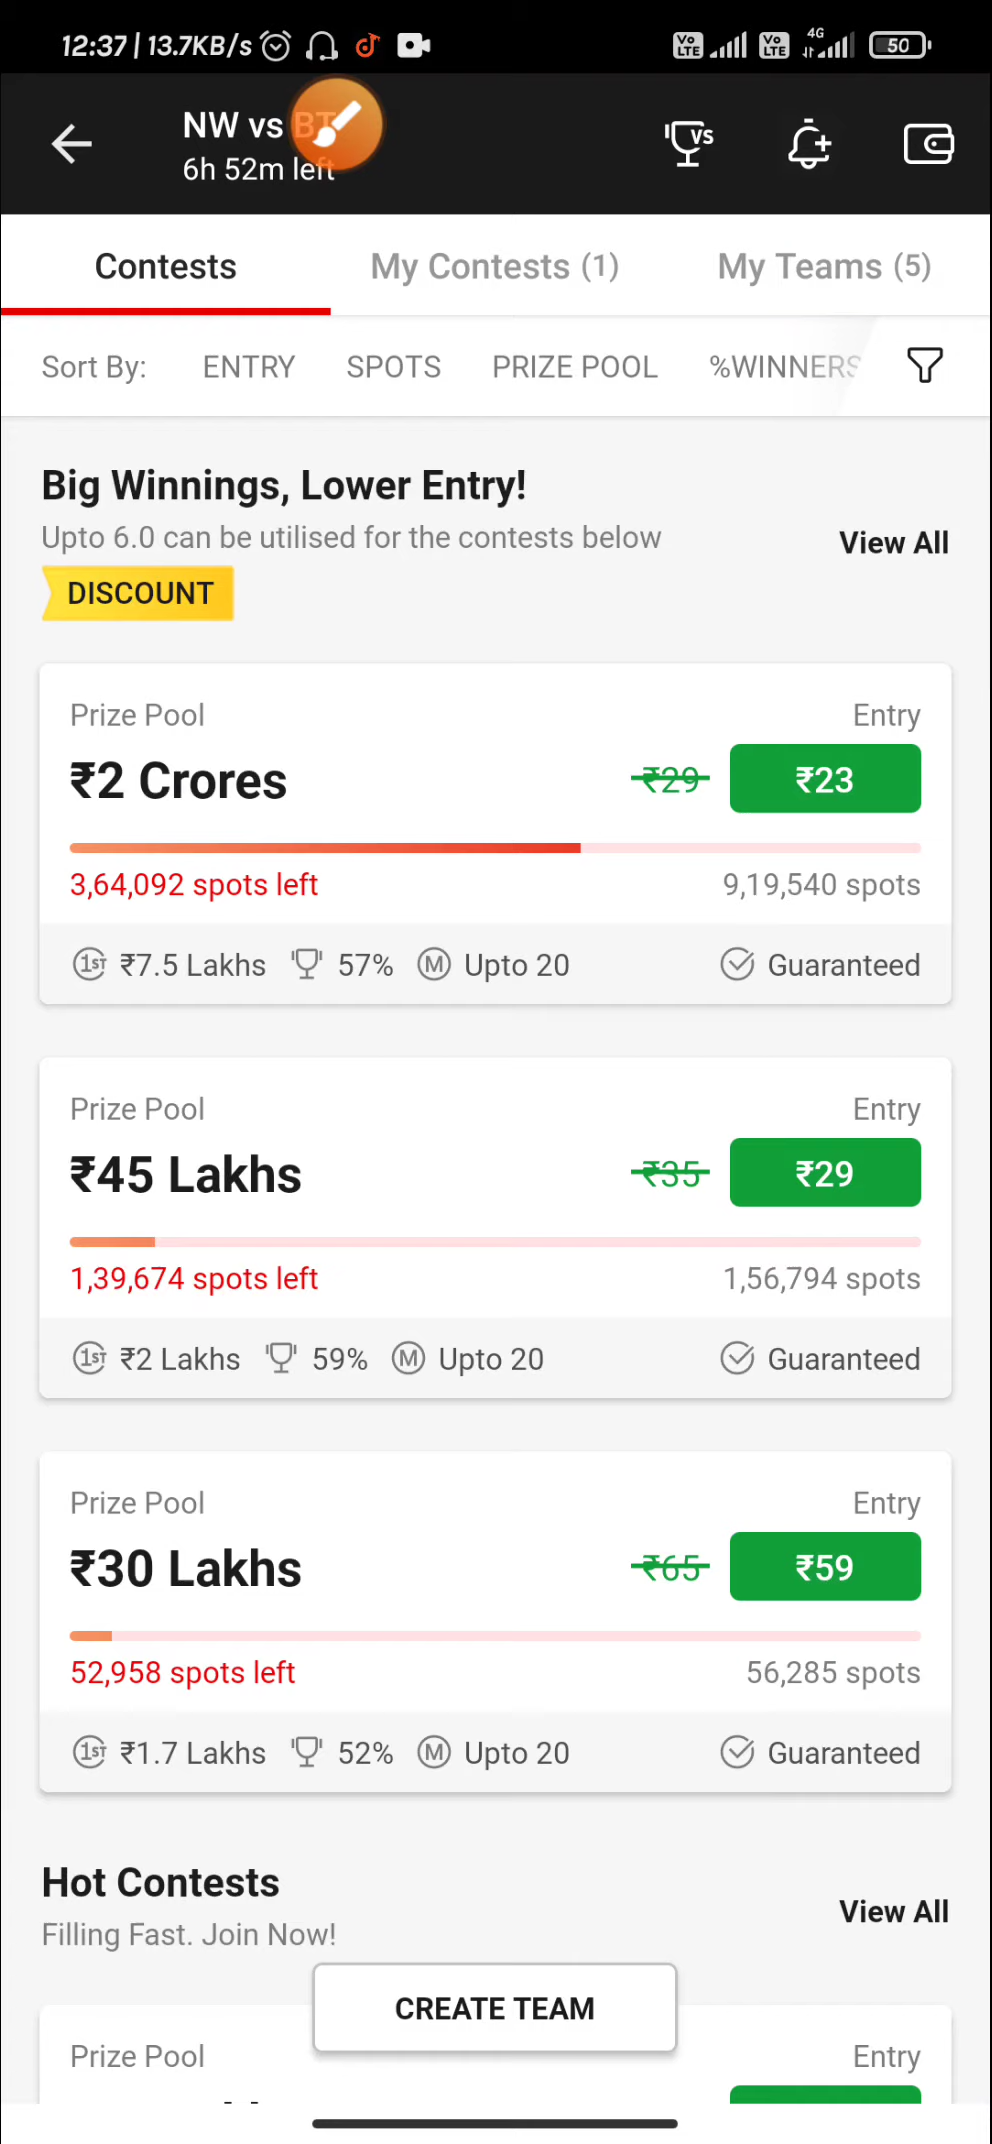 12:37 | 13.7KB/s
VoLTE VoLTE 4G 50
NW vs BT
6h 52m left
VS
Contests
My Contests (1)
My Teams (5)
Sort By:
ENTRY
SPOTS
PRIZE POOL
%WINNERS
Big Winnings, Lower Entry!
Upto 6.0 can be utilised for the contests below
View All
DISCOUNT
Prize Pool
Entry
₹2 Crores
₹29
₹23
3,64,092 spots left
9,19,540 spots
1ST ₹7.5 Lakhs
57%
M Upto 20
Guaranteed
Prize Pool
Entry
₹45 Lakhs
₹35
₹29
1,39,674 spots left
1,56,794 spots
1ST ₹2 Lakhs
59%
M Upto 20
Guaranteed
Prize Pool
Entry
₹30 Lakhs
₹65
₹59
52,958 spots left
56,285 spots
1ST ₹1.7 Lakhs
52%
M Upto 20
Guaranteed
Hot Contests
View All
Filling Fast. Join Now!
CREATE TEAM
Prize Pool
Entry